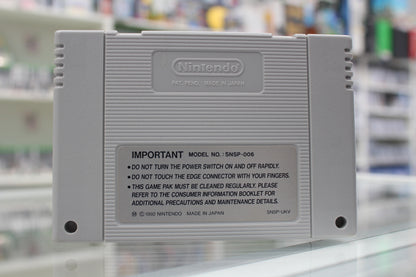 Nintendo
PAT. PEND. MADE IN JAPAN
IMPORTANT MODEL NO.: SNSP-006
• DO NOT TURN THE POWER SWITCH ON AND OFF RAPIDLY.
• DO NOT TOUCH THE EDGE CONNECTOR WITH YOUR FINGERS.
• THIS GAME PAK MUST BE CLEANED REGULARLY. PLEASE
REFER TO THE CONSUMER INFORMATION BOOKLET FOR
ADDITIONAL PRECAUTIONS AND MAINTENANCE DETAILS.
© 1992 NINTENDO MADE IN JAPAN SNSP-UKV